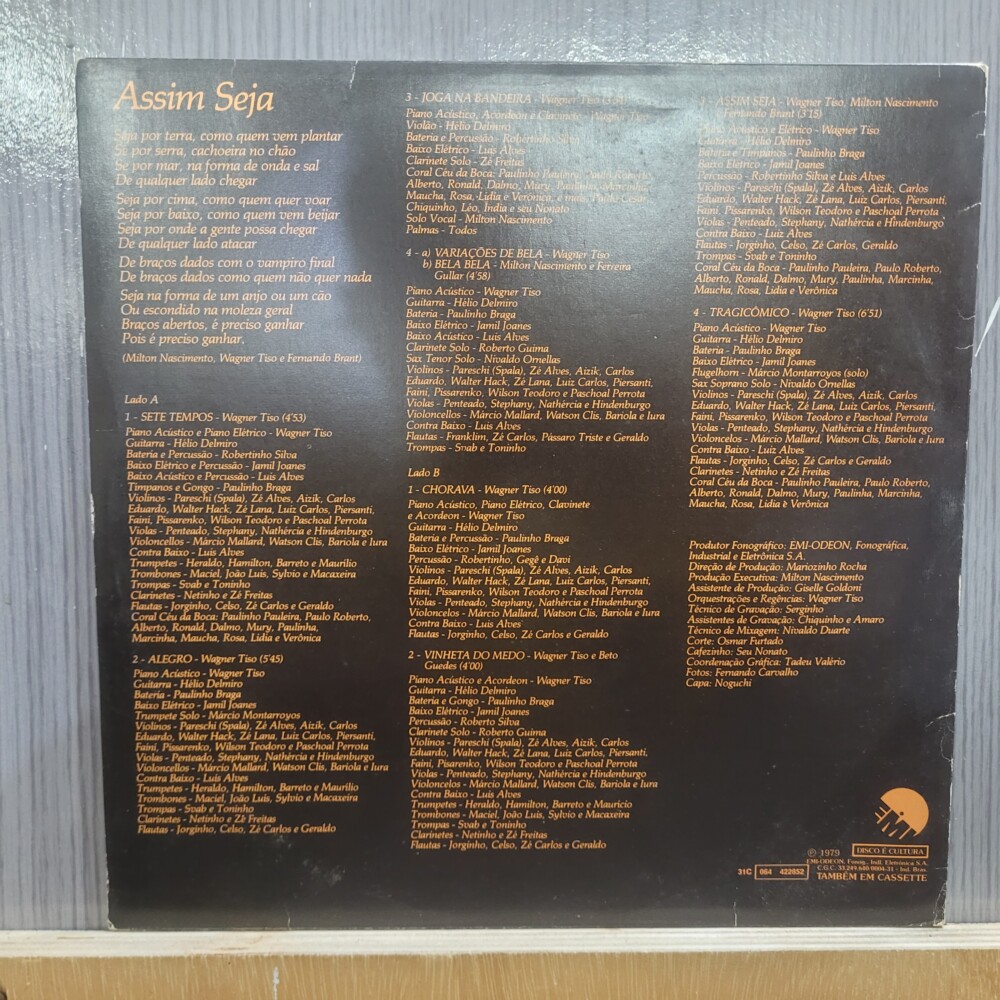 Assim Seja
Seja por terra, como quem vem plantar
Se por serra, cachoeira no chão
Se por mar, na forma de onda e sal
De qualquer lado chegar
Seja por cima, como quem quer voar
Seja por baixo, como quem vem beijar
Seja por onde a gente possa chegar
De qualquer lado atacar
De braços dados com o vampiro final
De braços dados como quem não quer nada
Seja na forma de um anjo ou um cão
Ou escondido na moleza geral
Braços abertos, é preciso ganhar
Pois é preciso ganhar.
(Milton Nascimento, Wagner Tiso e Fernando Brant)
Lado A
1 - SETE TEMPOS - Wagner Tiso (4'53)
Piano Acústico e Piano Elétrico - Wagner Tiso
Guitarra - Hélio Delmiro
Bateria e Percussão - Robertinho Silva
Baixo Elétrico e Percussão - Jamil Joanes
Baixo Acústico e Percussão - Luis Alves
Tímpanos e Gongo - Paulinho Braga
Violinos - Pareschi (Spala), Zé Alves, Aizik, Carlos
Eduardo, Walter Hack, Zé Lana, Luiz Carlos, Piersanti,
Faini, Pissarenko, Wilson Teodoro e Paschoal Perrota
Violas - Penteado, Stephany, Nathércia e Hindenburgo
Violoncellos - Márcio Mallard, Watson Clis, Bariola e Iura
Contra Baixo - Luis Alves
Trumpetes - Heraldo, Hamilton, Barreto e Maurílio
Trombones - Maciel, João Luis, Sylvio e Macaxeira
Trompas - Svab e Toninho
Clarinetes - Netinho e Zé Freitas
Flautas - Jorginho, Celso, Zé Carlos e Geraldo
Coral Céu da Boca: Paulinho Pauleira, Paulo Roberto,
Alberto, Ronald, Dalmo, Mury, Paulinha,
Marcinha, Maucha, Rosa, Lídia e Verônica
2 - ALEGRO - Wagner Tiso (5'45)
Piano Acústico - Wagner Tiso
Guitarra - Hélio Delmiro
Bateria - Paulinho Braga
Baixo Elétrico - Jamil Joanes
Trumpete Solo - Márcio Montarroyos
Violinos - Pareschi (Spala), Zé Alves, Aizik, Carlos
Eduardo, Walter Hack, Zé Lana, Luiz Carlos, Piersanti,
Faini, Pissarenko, Wilson Teodoro e Paschoal Perrota
Violas - Penteado, Stephany, Nathércia e Hindenburgo
Violoncellos - Márcio Mallard, Watson Clis, Bariola e Iura
Contra Baixo - Luis Alves
Trumpetes - Heraldo, Hamilton, Barreto e Maurílio
Trombones - Maciel, João Luis, Sylvio e Macaxeira
Trompas - Svab e Toninho
Clarinetes - Netinho e Zé Freitas
Flautas - Jorginho, Celso, Zé Carlos e Geraldo
3 - JOGA NA BANDEIRA - Wagner Tiso
Piano Acústico, Acordeon e Clavinete - Wagner Tiso
Violão - Hélio Delmiro
Bateria e Percussão - Robertinho Silva
Baixo Elétrico - Luis Alves
Clarinete Solo - Zé Freitas
Coral Céu da Boca: Paulinho Pauleira, Paulo Roberto,
Alberto, Ronald, Dalmo, Mury, Paulinha, Marcinha,
Maucha, Rosa, Lídia e Verônica, e mais, Paulo Cesar,
Chiquinho, Léo, Índia e seu Nonato
Solo Vocal - Milton Nascimento
Palmas - Todos
4 - a) VARIAÇÕES DE BELA - Wagner Tiso
b) BELA BELA - Milton Nascimento e Ferreira
Gullar (4'58)
Piano Acústico - Wagner Tiso
Guitarra - Hélio Delmiro
Bateria - Paulinho Braga
Baixo Elétrico - Jamil Joanes
Baixo Acústico - Luis Alves
Clarinete Solo - Roberto Guima
Sax Tenor Solo - Nivaldo Ornellas
Violinos - Pareschi (Spala), Zé Alves, Aizik, Carlos
Eduardo, Walter Hack, Zé Lana, Luiz Carlos, Piersanti,
Faini, Pissarenko, Wilson Teodoro e Paschoal Perrota
Violas - Penteado, Stephany, Nathércia e Hindenburgo
Violoncellos - Márcio Mallard, Watson Clis, Bariola e Iura
Contra Baixo - Luis Alves
Flautas - Franklim, Zé Carlos, Pássaro Triste e Geraldo
Trompas - Svab e Toninho
Lado B
1 - CHORAVA - Wagner Tiso (4'00)
Piano Acústico, Piano Elétrico, Clavinete
e Acordeon - Wagner Tiso
Guitarra - Hélio Delmiro
Bateria e Percussão - Paulinho Braga
Baixo Elétrico - Jamil Joanes
Percussão - Robertinho, Gegê e Davi
Violinos - Pareschi (Spala), Zé Alves, Aizik, Carlos
Eduardo, Walter Hack, Zé Lana, Luiz Carlos, Piersanti,
Faini, Pissarenko, Wilson Teodoro e Paschoal Perrota
Violas - Penteado, Stephany, Nathércia e Hindenburgo
Violoncelos - Márcio Mallard, Watson Clis, Bariola e Iura
Contra Baixo - Luis Alves
Flautas - Jorginho, Celso, Zé Carlos e Geraldo
2 - VINHETA DO MEDO - Wagner Tiso e Beto
Guedes (4'00)
Piano Acústico e Acordeon - Wagner Tiso
Guitarra - Hélio Delmiro
Bateria e Gongo - Paulinho Braga
Baixo Elétrico - Jamil Joanes
Percussão - Roberto Silva
Clarinete Solo - Roberto Guima
Violinos - Pareschi (Spala), Zé Alves, Aizik, Carlos
Eduardo, Walter Hack, Zé Lana, Luiz Carlos, Piersanti,
Faini, Pisarenko, Wilson Teodoro e Paschoal Perrota
Violas - Penteado, Stephany, Nathércia e Hindenburgo
Violoncelos - Márcio Mallard, Watson Clis, Bariola e Iura
Contra Baixo - Luis Alves
Trumpetes - Heraldo, Hamilton, Barreto e Maurício
Trombones - Maciel, João Luis, Sylvio e Macaxeira
Trompas - Svab e Toninho
Clarinetes - Netinho e Zé Freitas
Flautas - Jorginho, Celso, Zé Carlos e Geraldo
- ASSIM SEJA - Wagner Tiso, Milton Nascimento
Fernando Brant (3'15)
Piano Acústico e Elétrico - Wagner Tiso
Guitarra - Hélio Delmiro
Bateria e Tímpanos - Paulinho Braga
Baixo Elétrico - Jamil Joanes
Percussão - Robertinho Silva e Luis Alves
Violinos - Pareschi (Spala), Zé Alves, Aizik, Carlos
Eduardo, Walter Hack, Zé Lana, Luiz Carlos, Piersanti,
Faini, Pissarenko, Wilson Teodoro e Paschoal Perrota
Violas - Penteado, Stephany, Nathércia e Hindenburgo
Contra Baixo - Luiz Alves
Flautas - Jorginho, Celso, Zé Carlos, Geraldo
Trompas - Svab e Toninho
Coral Céu da Boca - Paulinho Pauleira, Paulo Roberto,
Alberto, Ronald, Dalmo, Mury, Paulinha, Marcinha,
Maucha, Rosa, Lídia e Verônica
4 - TRAGICÔMICO - Wagner Tiso (6'51)
Piano Acústico - Wagner Tiso
Guitarra - Hélio Delmiro
Bateria - Paulinho Braga
Baixo Elétrico - Jamil Joanes
Flugelhorn - Márcio Montarroyos (solo)
Sax Soprano Solo - Nivaldo Ornellas
Violinos - Pareschi (Spala), Zé Alves, Aizik, Carlos
Eduardo, Walter Hack, Zé Lana, Luiz Carlos, Piersanti,
Faini, Pissarenko, Wilson Teodoro e Paschoal Perrota
Violas - Penteado, Stephany, Nathércia e Hindenburgo
Violoncelos - Márcio Mallard, Watson Clis, Bariola e Iura
Contra Baixo - Luiz Alves
Flautas - Jorginho, Celso, Zé Carlos e Geraldo
Clarinetes - Netinho e Zé Freitas
Coral Céu da Boca - Paulinho Pauleira, Paulo Roberto,
Alberto, Ronald, Dalmo, Mury, Paulinha, Marcinha,
Maucha, Rosa, Lídia e Verônica
Produtor Fonográfico: EMI-ODEON, Fonográfica,
Industrial e Eletrônica S.A.
Direção de Produção: Mariozinho Rocha
Produção Executiva: Milton Nascimento
Assistente de Produção: Giselle Goldoni
Orquestrações e Regências: Wagner Tiso
Técnico de Gravação: Serginho
Assistentes de Gravação: Chiquinho e Amaro
Técnico de Mixagem: Nivaldo Duarte
Corte: Osmar Furtado
Cafezinho: Seu Nonato
Coordenação Gráfica: Tadeu Valério
Fotos: Fernando Carvalho
Capa: Noguchi
EMI
℗ 1979
DISCO É CULTURA
EMI-ODEON, Fonog., Indl. Eletrônica S.A.
C.G.C. 33.249.640/0004-31 - Ind. Bras.
31C 064 422852 TAMBÉM EM CASSETTE